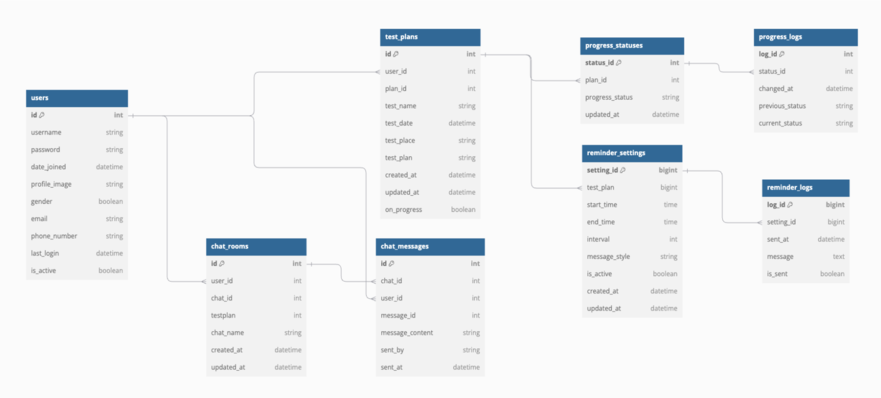 users
id int
username string
password string
date_joined datetime
profile_image string
gender boolean
email string
phone_number string
last_login datetime
is_active boolean
test_plans
id int
user_id int
plan_id int
test_name string
test_date datetime
test_place string
test_plan string
created_at datetime
updated_at datetime
on_progress boolean
chat_rooms
id int
user_id int
chat_id int
testplan int
chat_name string
created_at datetime
updated_at datetime
chat_messages
id int
chat_id int
user_id int
message_id int
message_content string
sent_by string
sent_at datetime
progress_statuses
status_id int
plan_id int
progress_status string
updated_at datetime
reminder_settings
setting_id bigint
test_plan bigint
start_time time
end_time time
interval int
message_style string
is_active boolean
created_at datetime
updated_at datetime
progress_logs
log_id int
status_id int
changed_at datetime
previous_status string
current_status string
reminder_logs
log_id bigint
setting_id bigint
sent_at datetime
message text
is_sent boolean